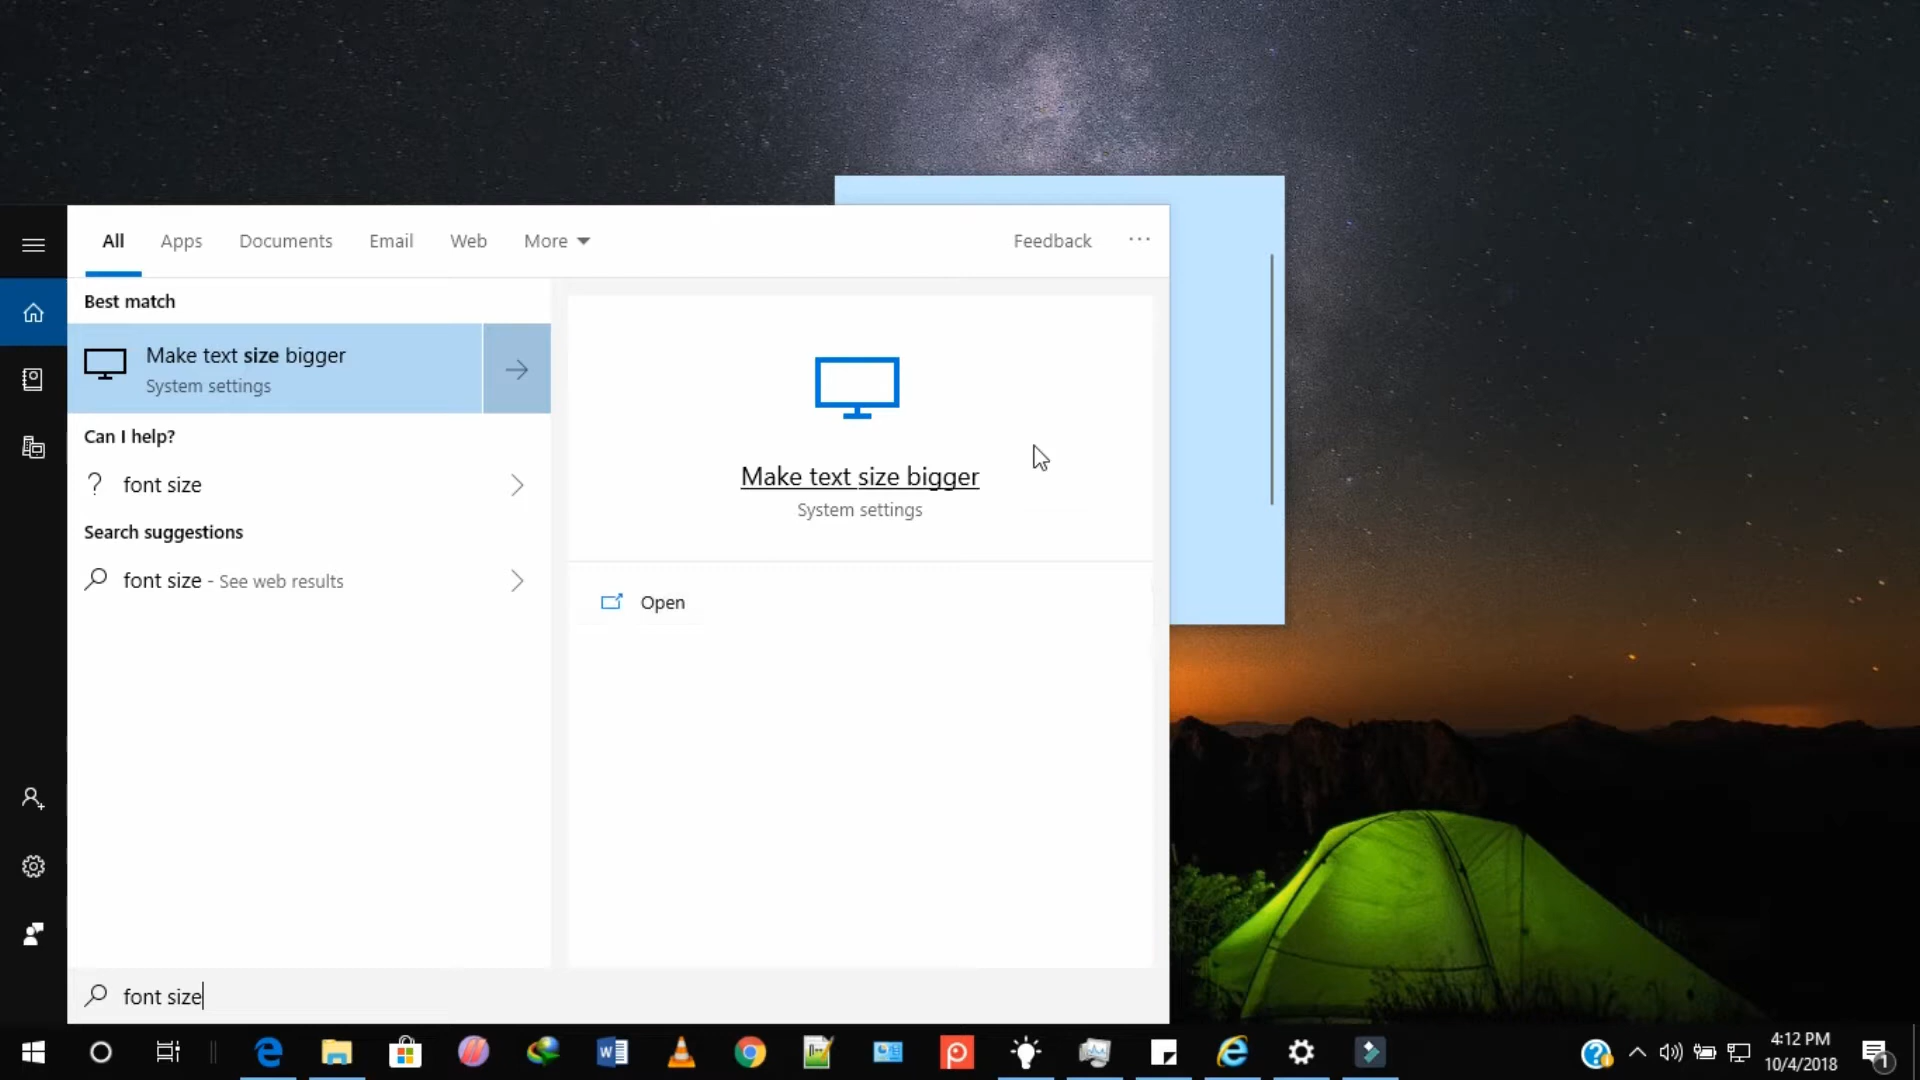 All Apps Documents Email Web More Feedback ...
Best match
Make text size bigger
System settings
Can I help?
? font size
Search suggestions
font size - See web results
Make text size bigger
System settings
Open
font size
4:12 PM
10/4/2018
1